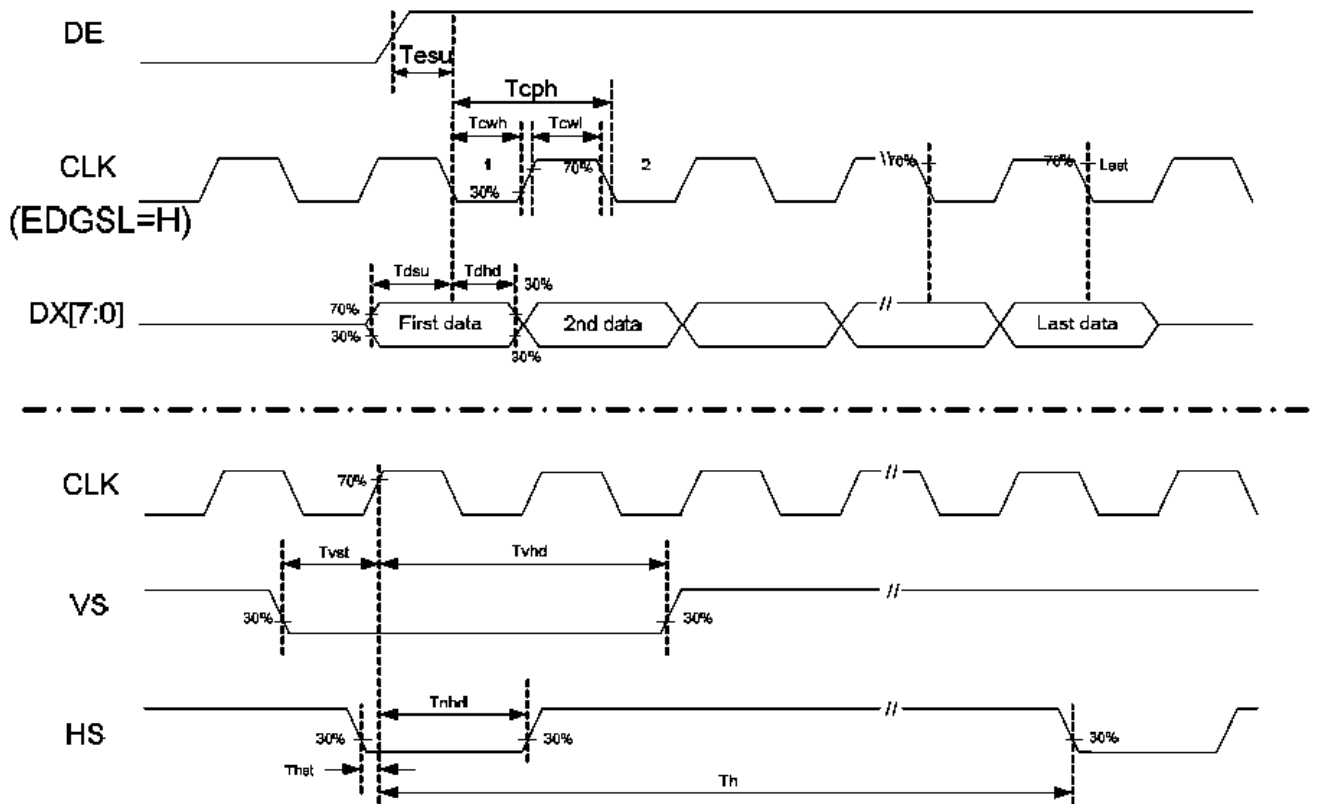 DE
Tesu
Tcph
Tcwh
Tcwl
CLK
(EDGSL=H)
1
30%
70%
2
\\
70%
70%
Last
Tdsu
Tdhd
30%
DX[7:0]
70%
30%
First data
30%
2nd data
//
Last data
CLK
70%
//
Tvst
Tvhd
VS
30%
30%
//
HS
30%
Thhd
30%
//
30%
Thst
Th